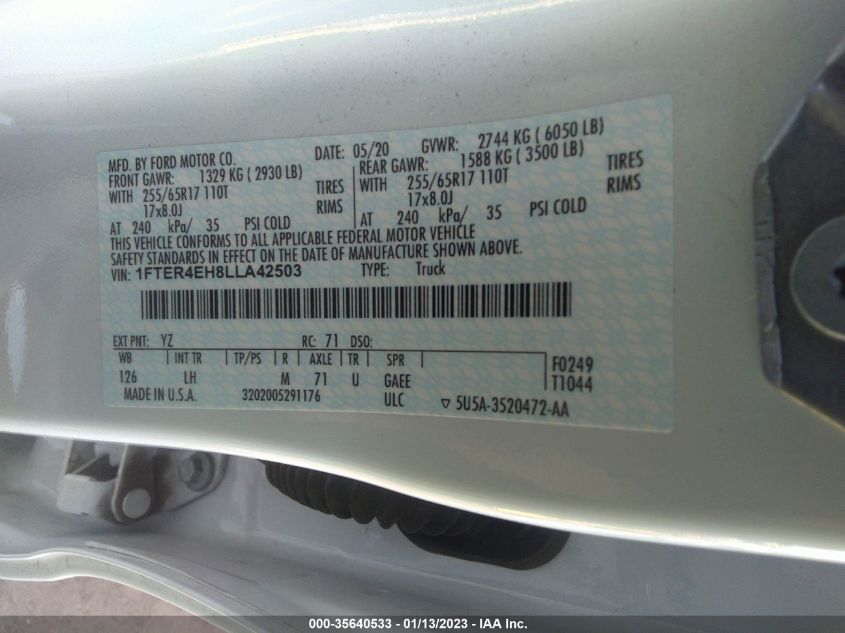 MFD. BY FORD MOTOR CO. DATE: 05/20 GVWR: 2744 KG ( 6050 LB)
FRONT GAWR: 1329 KG ( 2930 LB) REAR GAWR: 1588 KG ( 3500 LB)
WITH 255/65R17 110T TIRES WITH 255/65R17 110T TIRES
17x8.0J RIMS 17x8.0J RIMS
AT 240 kPa/ 35 PSI COLD AT 240 kPa/ 35 PSI COLD
THIS VEHICLE CONFORMS TO ALL APPLICABLE FEDERAL MOTOR VEHICLE
SAFETY STANDARDS IN EFFECT ON THE DATE OF MANUFACTURE SHOWN ABOVE.
VIN: 1FTER4EH8LLA42503 TYPE: Truck
EXT PNT: YZ RC: 71 DSO:
WB INT TR TP/PS R AXLE TR SPR F0249
126 LH M 71 U GAEE T1044
MADE IN U.S.A. 3202005291176 ULC ▽ 5U5A-3520472-AA
000-35640533 - 01/13/2023 - IAA Inc.